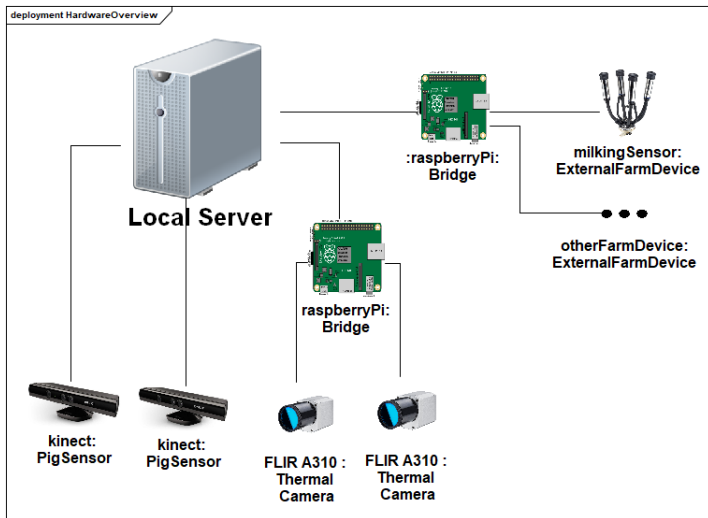 deployment HardwareOverview
:raspberryPi:
Bridge
milkingSensor:
ExternalFarmDevice
Local Server
otherFarmDevice:
ExternalFarmDevice
raspberryPi:
Bridge
kinect:
PigSensor
kinect:
PigSensor
FLIR A310 :
Thermal
Camera
FLIR A310 :
Thermal
Camera